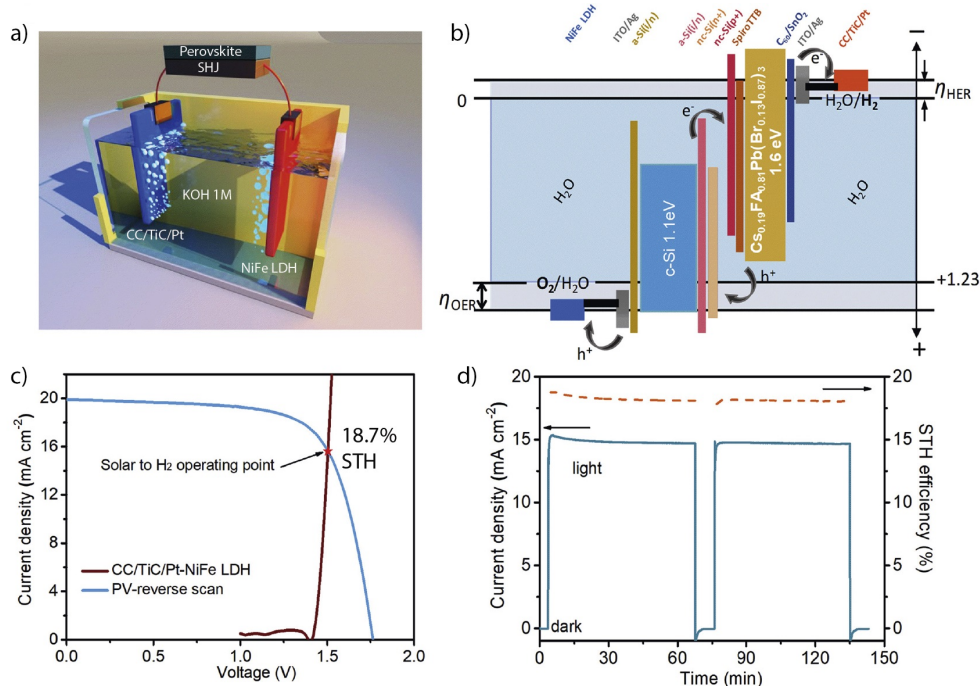 a)
Perovskite
SHJ
KOH 1M
CC/TiC/Pt
NiFe LDH
b)
NiFe LDH
ITO/Ag
a-Si(i/n)
a-Si(i/n)
nc-Si(n+)
nc-Si(p+)
SpiroTTB
C60/SnO2
ITO/Ag
CC/TiC/Pt
−
e-
ηHER
0
H2O/H2
e-
H2O
c-Si 1.1eV
Cs0.19FA0.81Pb(Br0.13I0.87)3
1.6 eV
H2O
h+
+1.23
O2/H2O
ηOER
h+
+
c)
20
16
12
8
4
0
Current density (mA cm-2)
18.7%
STH
Solar to H2 operating point
CC/TiC/Pt-NiFe LDH
PV-reverse scan
0.0
0.5
1.0
1.5
2.0
Voltage (V)
d)
20
15
10
5
0
Current density (mA cm-2)
light
dark
20
15
10
5
0
STH efficiency (%)
0
30
60
90
120
150
Time (min)